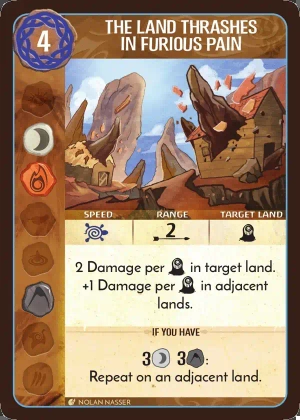 4
THE LAND THRASHES
IN FURIOUS PAIN
SPEED RANGE TARGET LAND
2
2 Damage per in target land.
+1 Damage per in adjacent
lands.
IF YOU HAVE
3 3 :
Repeat on an adjacent land.
NOLAN NASSER